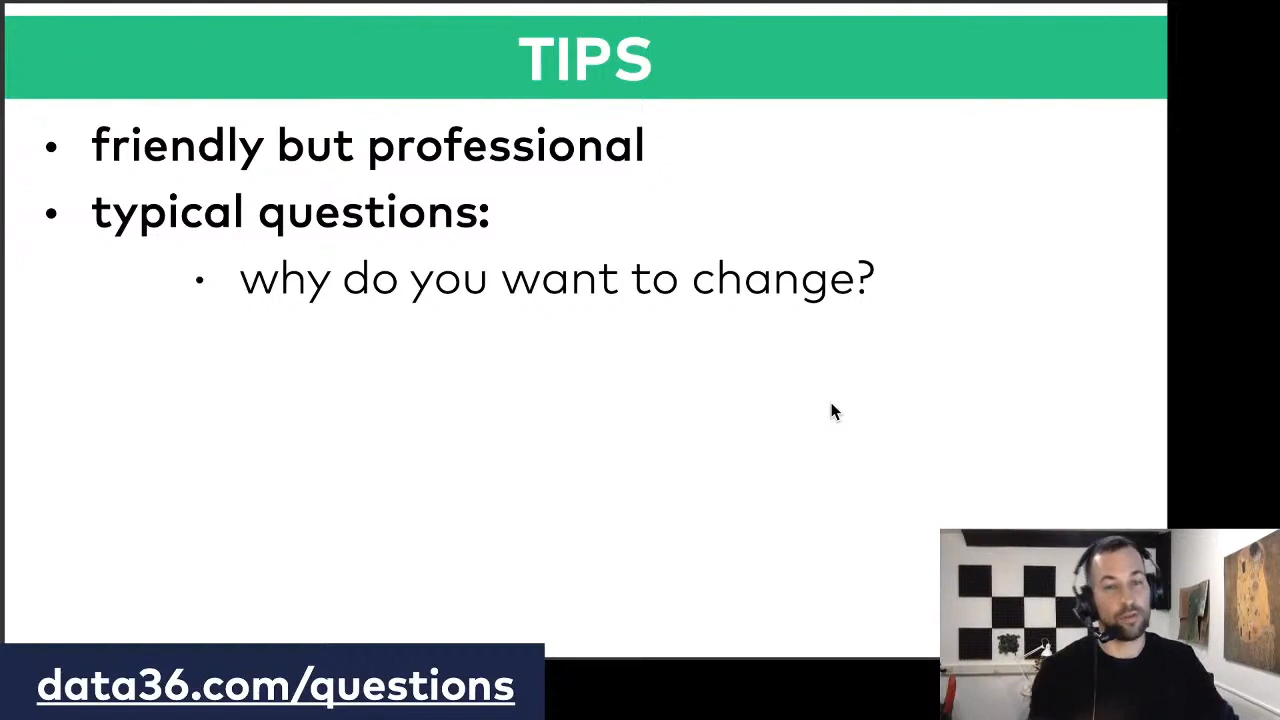 TIPS
• friendly but professional
• typical questions:
• why do you want to change?
data36.com/questions